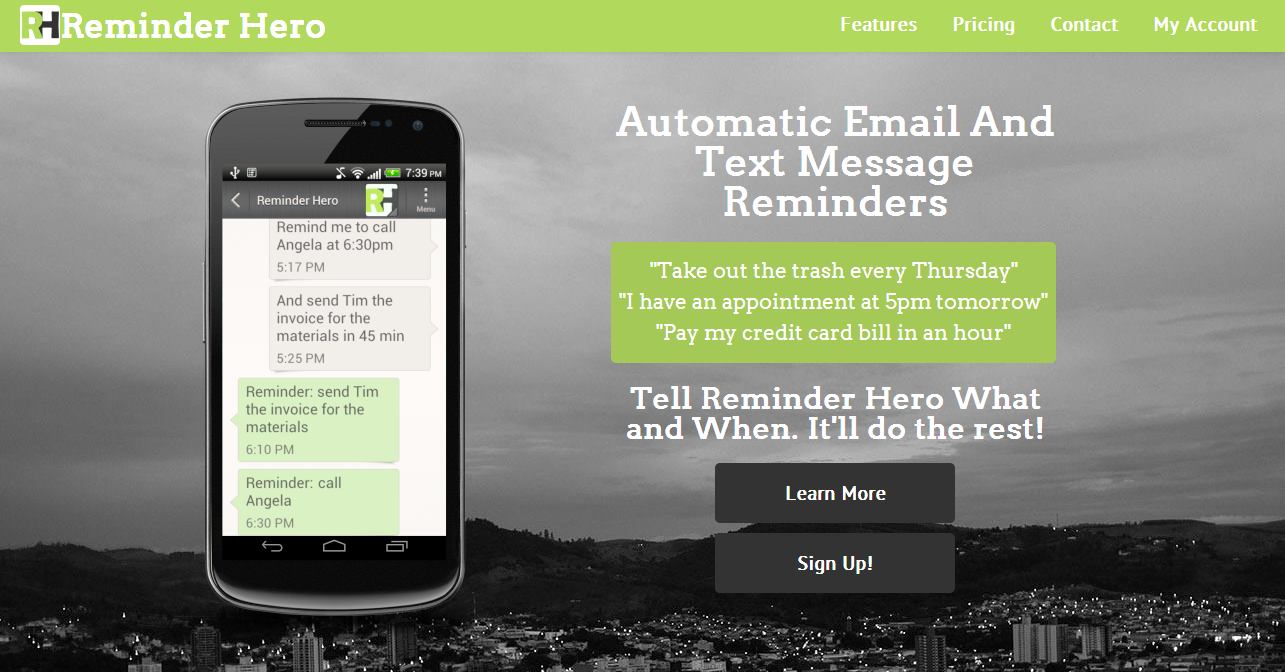 RH Reminder Hero
Features Pricing Contact My Account
7:39 PM
Reminder Hero
RH
Menu
Remind me to call
Angela at 6:30pm
5:17 PM
And send Tim the
invoice for the
materials in 45 min
5:25 PM
Reminder: send Tim
the invoice for the
materials
6:10 PM
Reminder: call
Angela
6:30 PM
Automatic Email And
Text Message
Reminders
"Take out the trash every Thursday"
"I have an appointment at 5pm tomorrow"
"Pay my credit card bill in an hour"
Tell Reminder Hero What
and When. It'll do the rest!
Learn More
Sign Up!